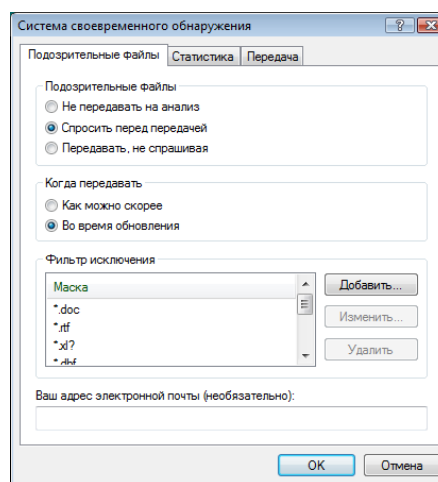 Система своевременного обнаружения
Подозрительные файлы Статистика Передача
Подозрительные файлы
Не передавать на анализ
Спросить перед передачей
Передавать, не спрашивая
Когда передавать
Как можно скорее
Во время обновления
Фильтр исключения
Маска
Добавить...
*.doc
*.rtf
Изменить...
*.xl?
Удалить
*.dbf
Ваш адрес электронной почты (необязательно):
OK Отмена